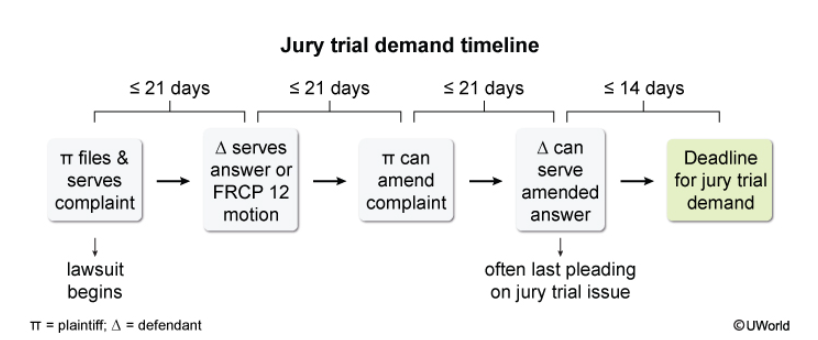 Jury trial demand timeline
≤ 21 days
≤ 21 days
≤ 21 days
≤ 14 days
π files &
serves
complaint
Δ serves
answer or
FRCP 12
motion
π can
amend
complaint
Δ can
serve
amended
answer
Deadline
for jury trial
demand
lawsuit
begins
often last pleading
on jury trial issue
π = plaintiff; Δ = defendant
©UWorld